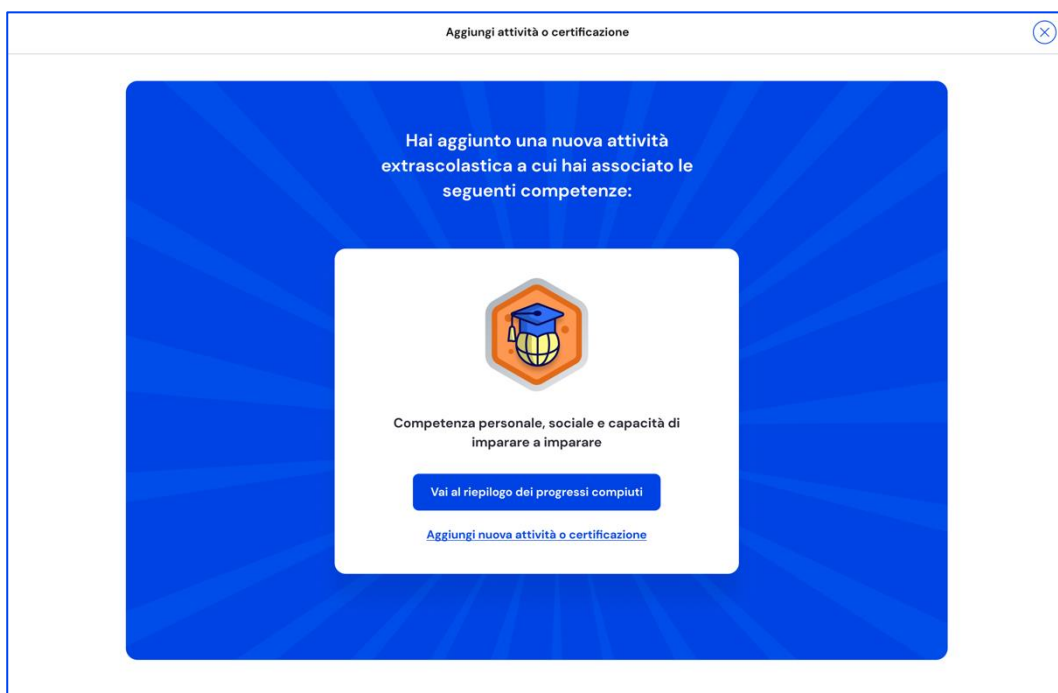 Aggiungi attività o certificazione
Hai aggiunto una nuova attività
extrascolastica a cui hai associato le
seguenti competenze:
Competenza personale, sociale e capacità di
imparare a imparare
Vai al riepilogo dei progressi compiuti
Aggiungi nuova attività o certificazione